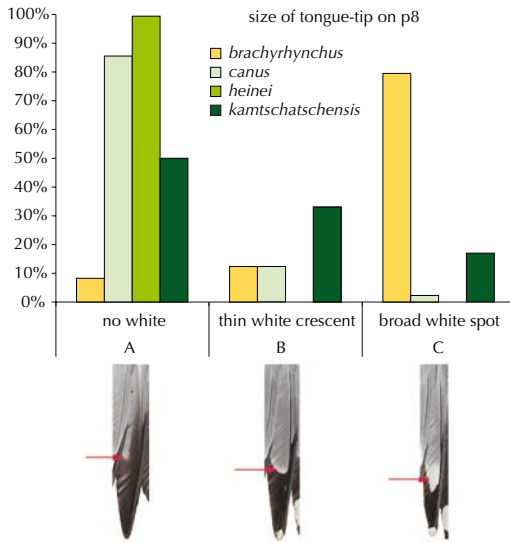 size of tongue-tip on p8
brachyrhynchus
canus
heinei
kamtschatschensis
100%
90%
80%
70%
60%
50%
40%
30%
20%
10%
0%
no white
thin white crescent
broad white spot
A
B
C